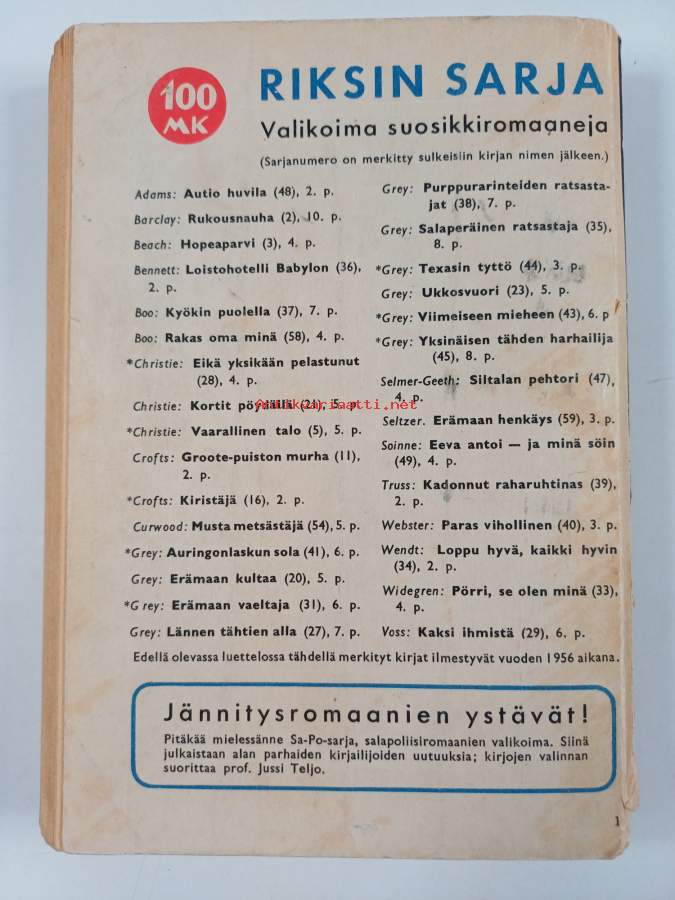 100
MK
RIKSIN SARJA
Valikoima suosikkiromaaneja
(Sarjanumero on merkitty sulkeisiin kirjan nimen jälkeen.)
Adams: Autio huvila (48), 2. p.
Barclay: Rukousnauha (2), 10. p.
Beach: Hopeaparvi (3), 4. p.
Bennett: Loistohotelli Babylon (36),
2. p.
Boo: Kyökin puolella (37), 7. p.
Boo: Rakas oma minä (58), 4. p.
*Christie: Eikä yksikään pelastunut
(28), 4. p.
Christie: Kortit pöydällä (21), 5. p.
*Christie: Vaarallinen talo (5), 5. p.
Crofts: Groote-puiston murha (11),
2. p.
*Crofts: Kiristäjä (16), 2. p.
Curwood: Musta metsästäjä (54), 5. p.
*Grey: Auringonlaskun sola (41), 6. p.
Grey: Erämaan kultaa (20), 5. p.
*Grey: Erämaan vaeltaja (31), 6. p.
Grey: Lännen tähtien alla (27), 7. p.
Grey: Purppurarinteiden ratsasta-
jat (38), 7. p.
Grey: Salaperäinen ratsastaja (35),
8. p.
*Grey: Texasin tyttö (44), 3. p.
Grey: Ukkosvuori (23), 5. p.
*Grey: Viimeiseen mieheen (43), 6. p
*Grey: Yksinäisen tähden harhailija
(45), 8. p.
Selmer-Geeth: Siltalan pehtori (47),
4. p.
Seltzer. Erämaan henkäys (59), 3. p.
Soinne: Eeva antoi — ja minä söin
(49), 4. p.
Truss: Kadonnut raharuhtinas (39),
2. p.
Webster: Paras vihollinen (40), 3. p.
Wendt: Loppu hyvä, kaikki hyvin
(34), 2. p.
Widegren: Pörri, se olen minä (33),
4. p.
Voss: Kaksi ihmistä (29), 6. p.
Edellä olevassa luettelossa tähdellä merkityt kirjat ilmestyvät vuoden 1956 aikana.
Jännitysromaanien ystävät!
Pitäkää mielessänne Sa-Po-sarja, salapoliisiromaanien valikoima. Siinä
julkaistaan alan parhaiden kirjailijoiden uutuuksia; kirjojen valinnan
suorittaa prof. Jussi Teljo.
1
Antikvariaatti.net